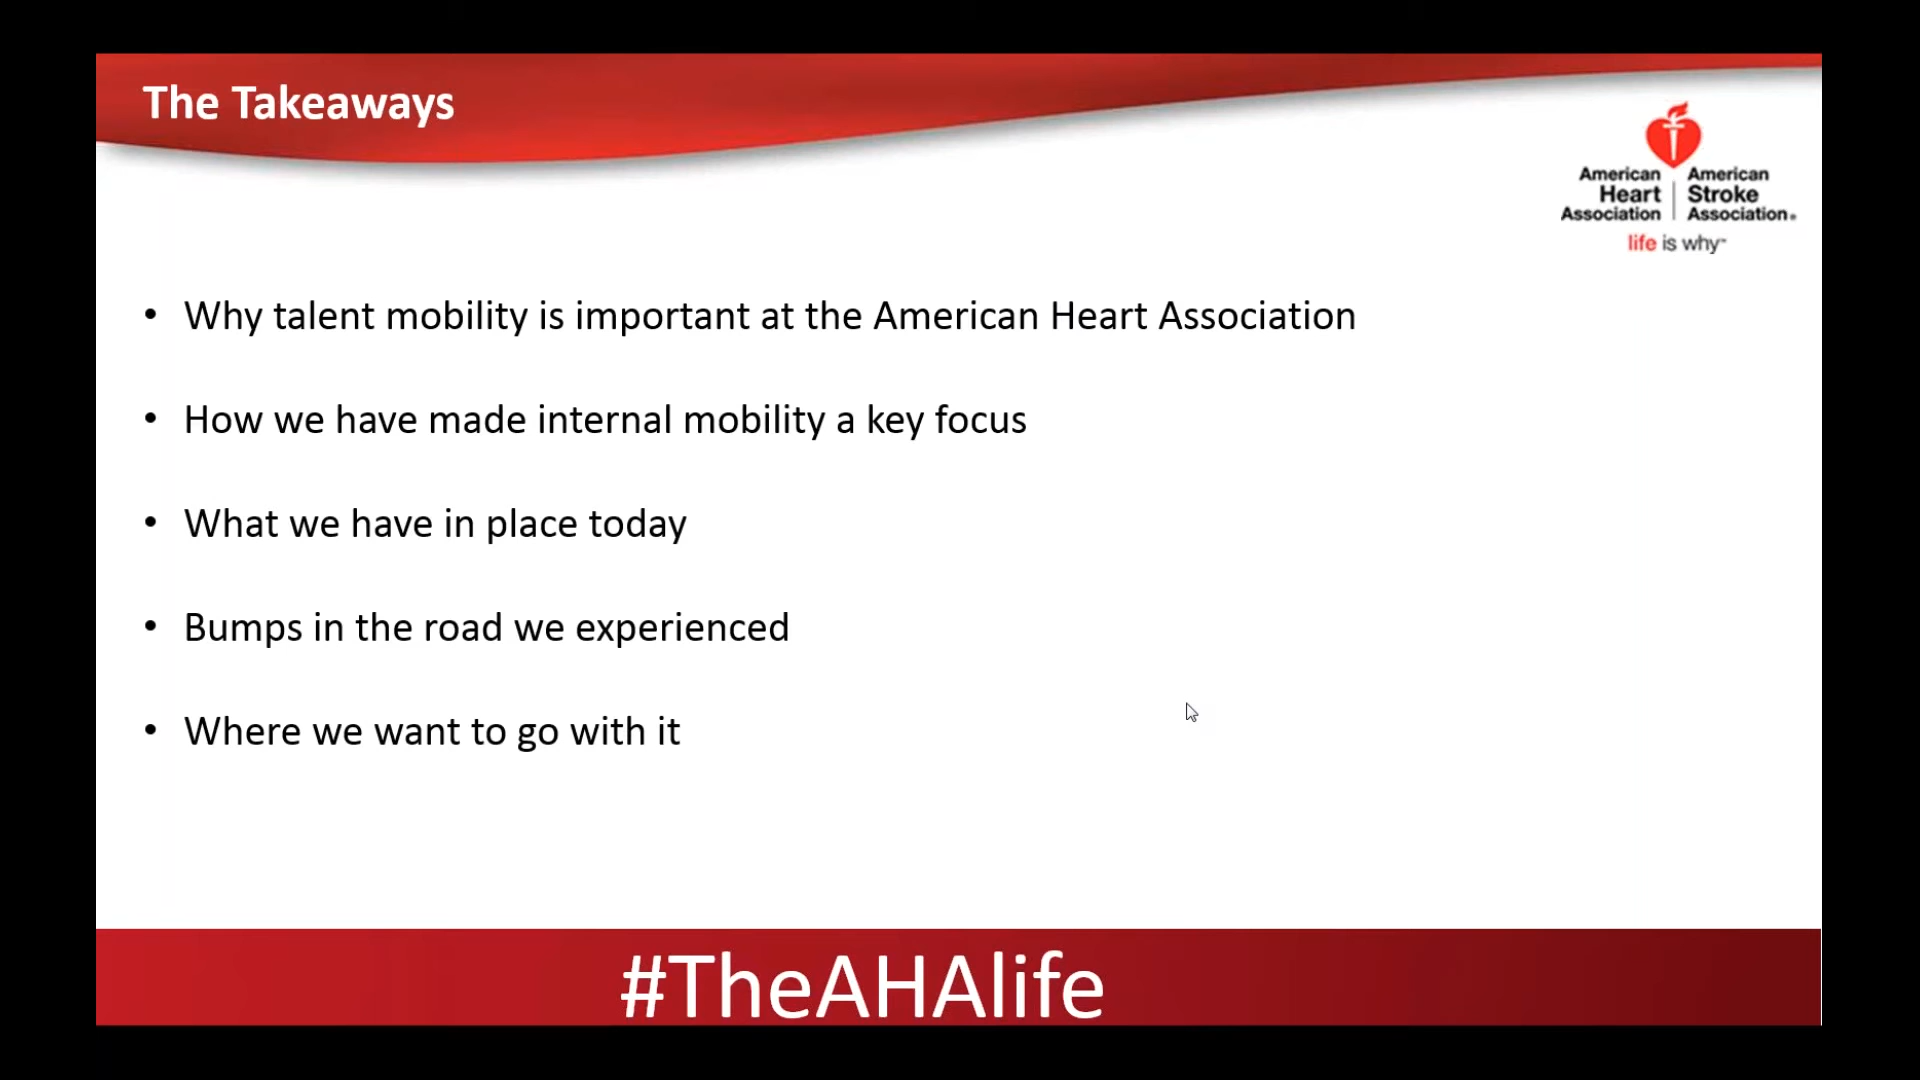 The Takeaways
American Heart Association
American Stroke Association®
life is why™
• Why talent mobility is important at the American Heart Association
• How we have made internal mobility a key focus
• What we have in place today
• Bumps in the road we experienced
• Where we want to go with it
#TheAHAlife